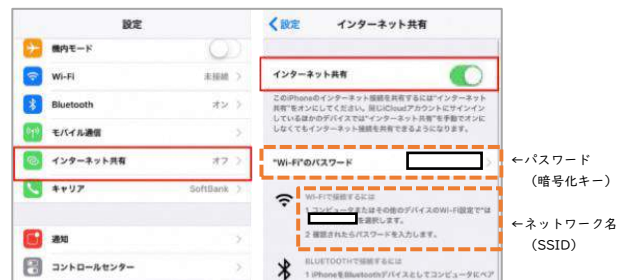 設定
機内モード
Wi-Fi
未接続
Bluetooth
オン
モバイル通信
インターネット共有
オフ
キャリア
SoftBank
通知
コントロールセンター
設定
インターネット共有
インターネット共有
このiPhoneのインターネット接続を共有するには"インターネット
共有"をオンにしてください。同じiCloudアカウントにサインイン
しているほかのデバイスでは"インターネット共有"を手動でオンに
しなくてもインターネット接続を共有できるようになります。
"Wi-Fi"のパスワード
WI-FIで接続するには
1 コンピュータまたはその他のデバイスのWi-Fi設定で"は
を選択します。
2 確認されたらパスワードを入力します。
BLUETOOTHで接続するには
1 iPhoneをBluetoothデバイスとしてコンピュータにペア
←パスワード
(暗号化キー)
←ネットワーク名
(SSID)